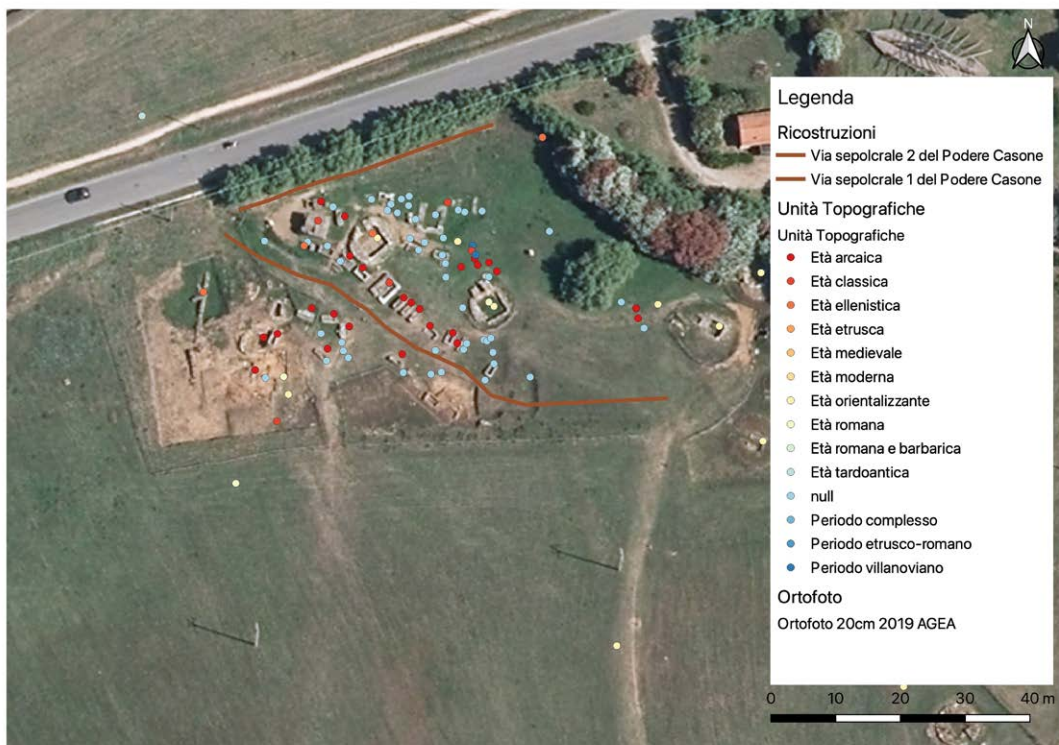 N
Legenda
Ricostruzioni
Via sepolcrale 2 del Podere Casone
Via sepolcrale 1 del Podere Casone
Unità Topografiche
Unità Topografiche
Età arcaica
Età classica
Età ellenistica
Età etrusca
Età medievale
Età moderna
Età orientalizzante
Età romana
Età romana e barbarica
Età tardoantica
null
Periodo complesso
Periodo etrusco-romano
Periodo villanoviano
Ortofoto
Ortofoto 20cm 2019 AGEA
0 10 20 30 40 m